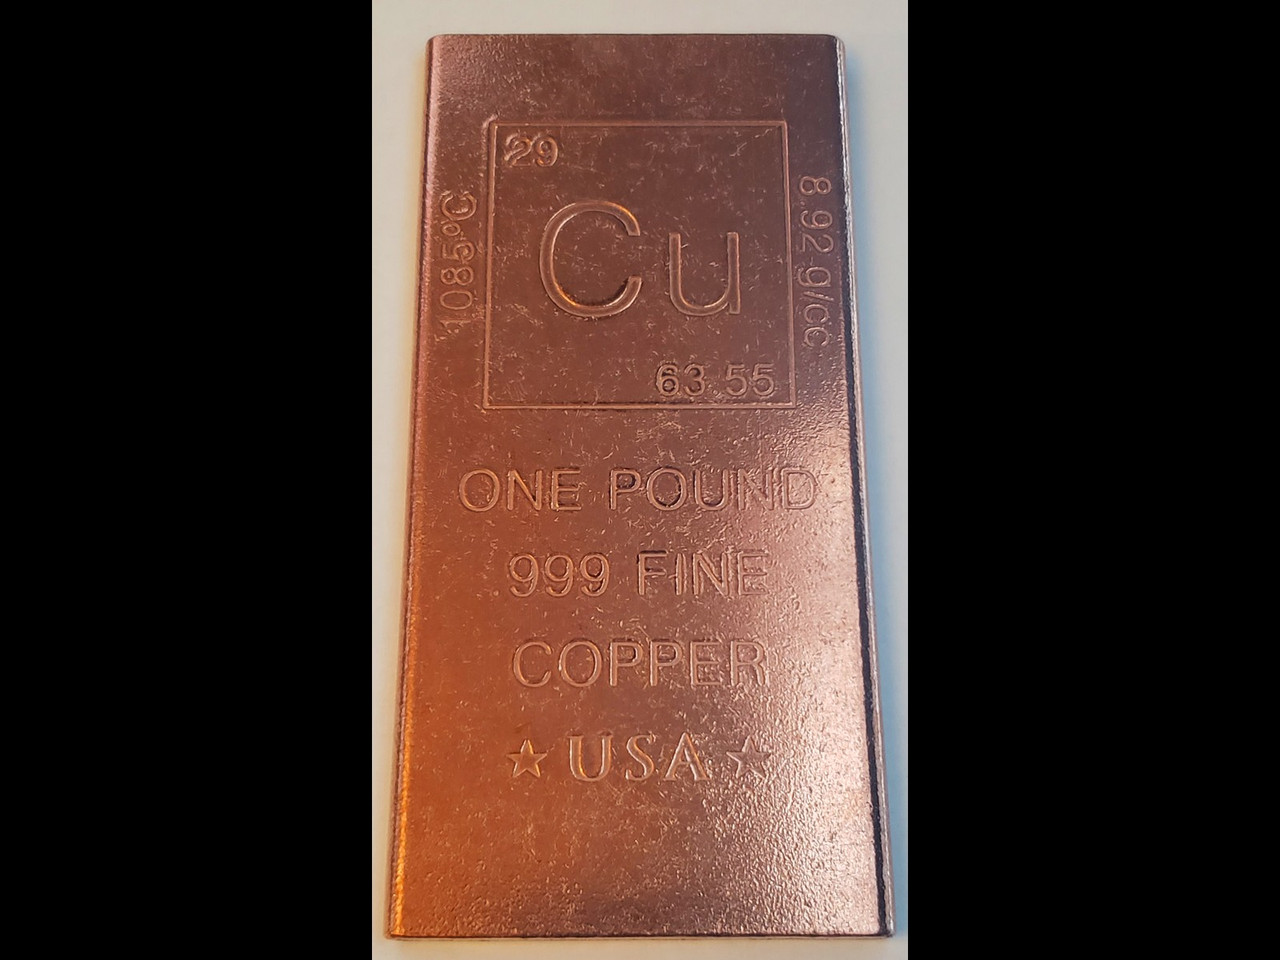 29
1085°C
Cu
8.92 g/cc
63.55
ONE POUND
999 FINE
COPPER
★ USA ★